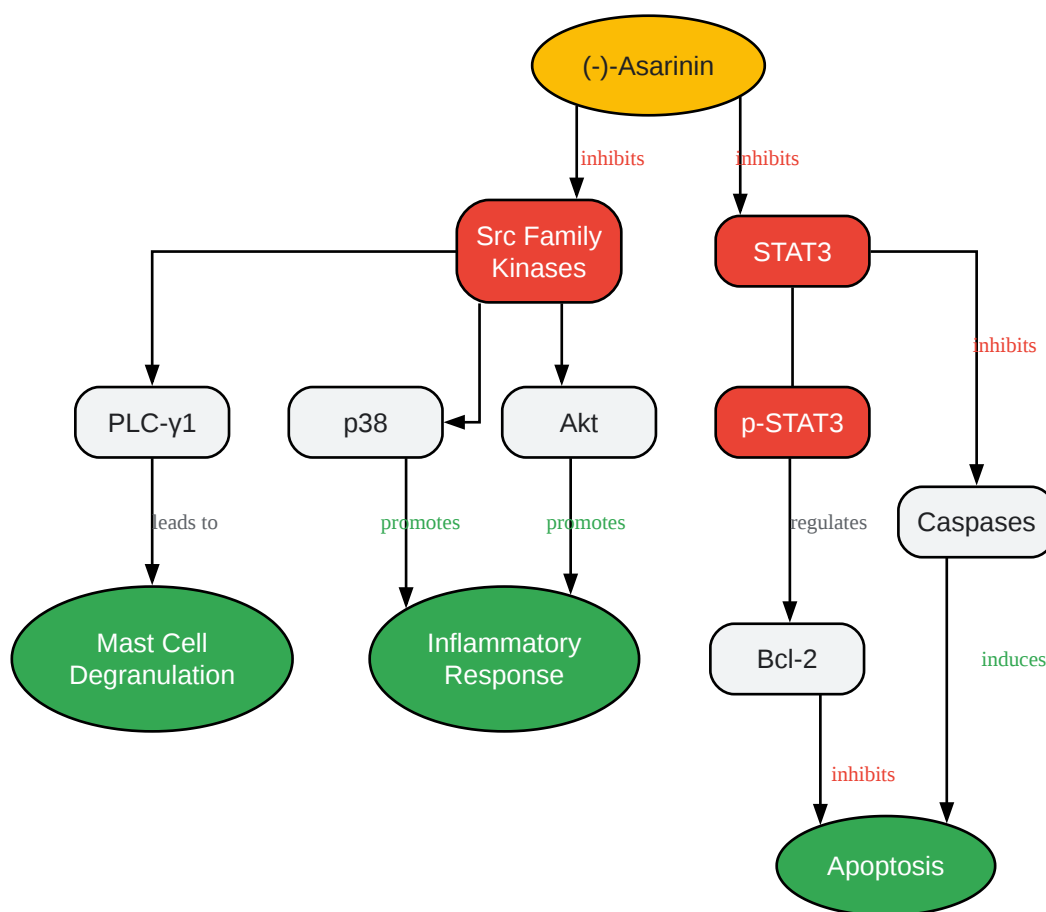 (-)-Asarinin
inhibits
inhibits
Src Family
Kinases
STAT3
inhibits
PLC-γ1
p38
Akt
p-STAT3
leads to
promotes
promotes
regulates
Caspases
Mast Cell
Degranulation
Inflammatory
Response
Bcl-2
induces
inhibits
Apoptosis